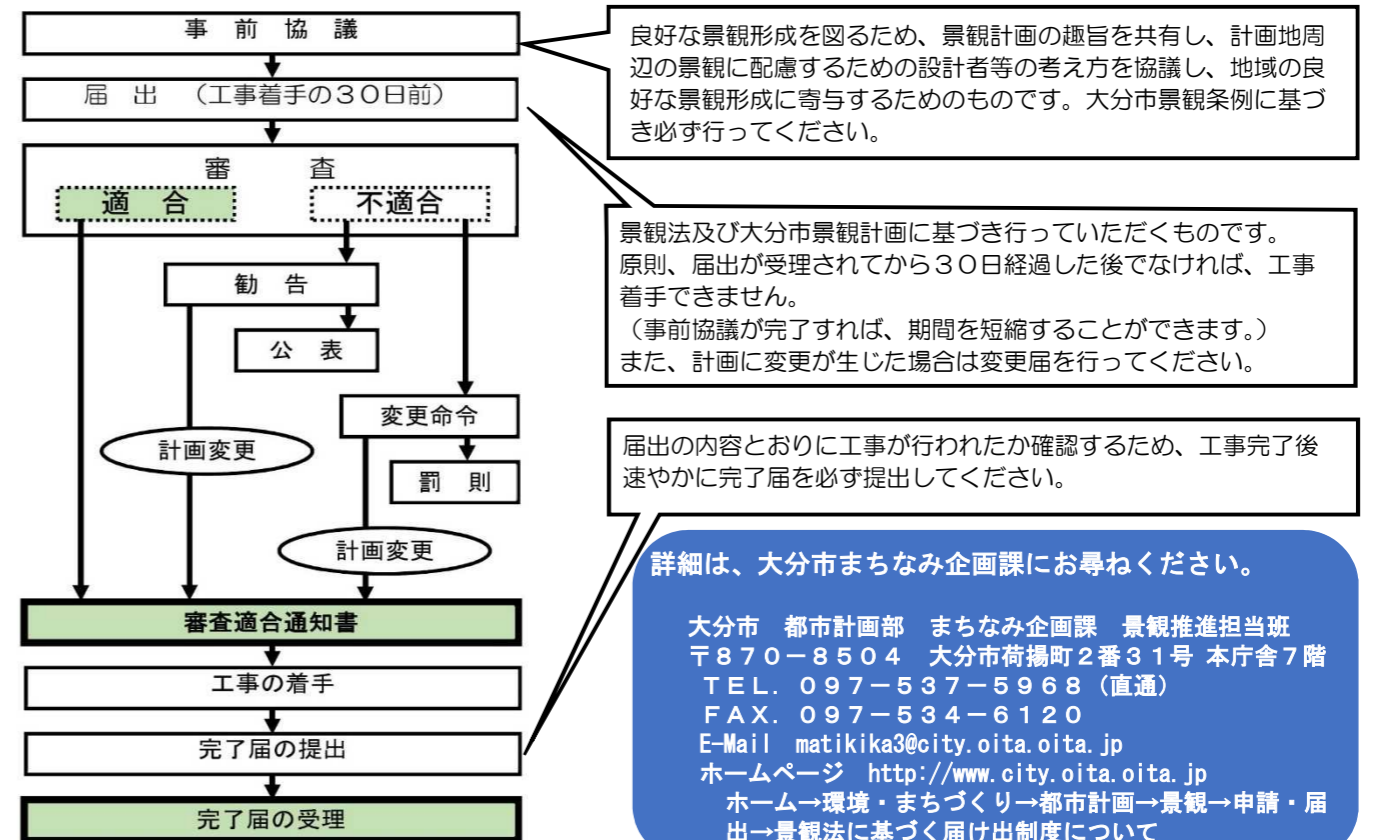 事 前 協 議
届 出 （工事着手の３０日前）
審 査
適 合
不適合
勧 告
公 表
変更命令
計画変更
罰 則
計画変更
審査適合通知書
工事の着手
完了届の提出
完了届の受理
良好な景観形成を図るため、景観計画の趣旨を共有し、計画地周
辺の景観に配慮するための設計者等の考え方を協議し、地域の良
好な景観形成に寄与するためのものです。大分市景観条例に基づ
き必ず行ってください。
景観法及び大分市景観計画に基づき行っていただくものです。
原則、届出が受理されてから３０日経過した後でなければ、工事
着手できません。
（事前協議が完了すれば、期間を短縮することができます。）
また、計画に変更が生じた場合は変更届を行ってください。
届出の内容とおりに工事が行われたか確認するため、工事完了後
速やかに完了届を必ず提出してください。
詳細は、大分市まちなみ企画課にお尋ねください。
大分市 都市計画部 まちなみ企画課 景観推進担当班
〒８７０－８５０４ 大分市荷揚町２番３１号 本庁舎７階
ＴＥＬ．０９７－５３７－５９６８（直通）
ＦＡＸ．０９７－５３４－６１２０
E-Mail matikika3@city.oita.oita.jp
ホームページ http://www.city.oita.oita.jp
ホーム→環境・まちづくり→都市計画→景観→申請・届
出→景観法に基づく届け出制度について